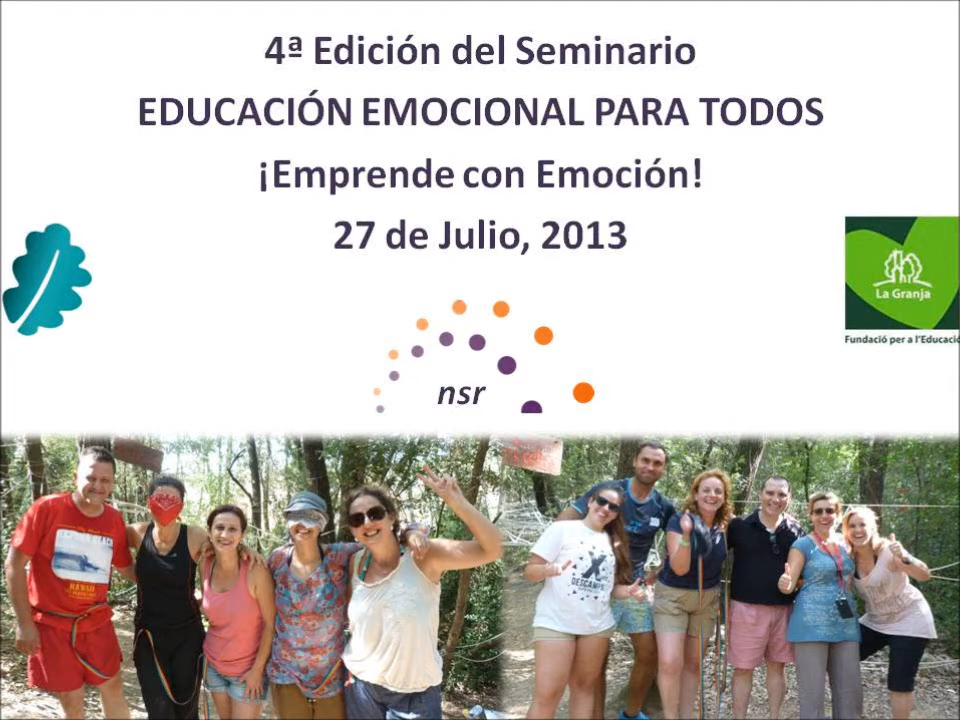 4ª Edición del Seminario
EDUCACIÓN EMOCIONAL PARA TODOS
¡Emprende con Emoción!
27 de Julio, 2013
La Granja
Fundació per a l'Educació
nsr
X
DESCAMPS